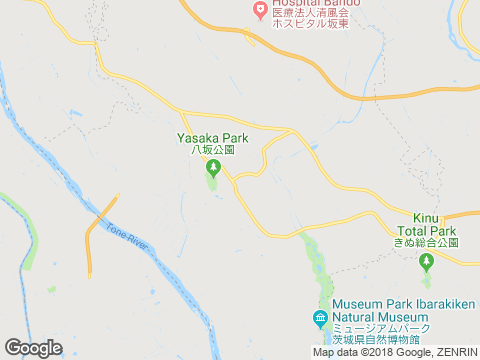 Hospital Bando
医療法人清風会
ホスピタル坂東
Yasaka Park
八坂公園
Kinu
Total Park
きぬ総合公園
Tone River
Museum Park Ibarakiken
Natural Museum
ミュージアムパーク
茨城県自然博物館
Google
Map data ©2018 Google, ZENRIN